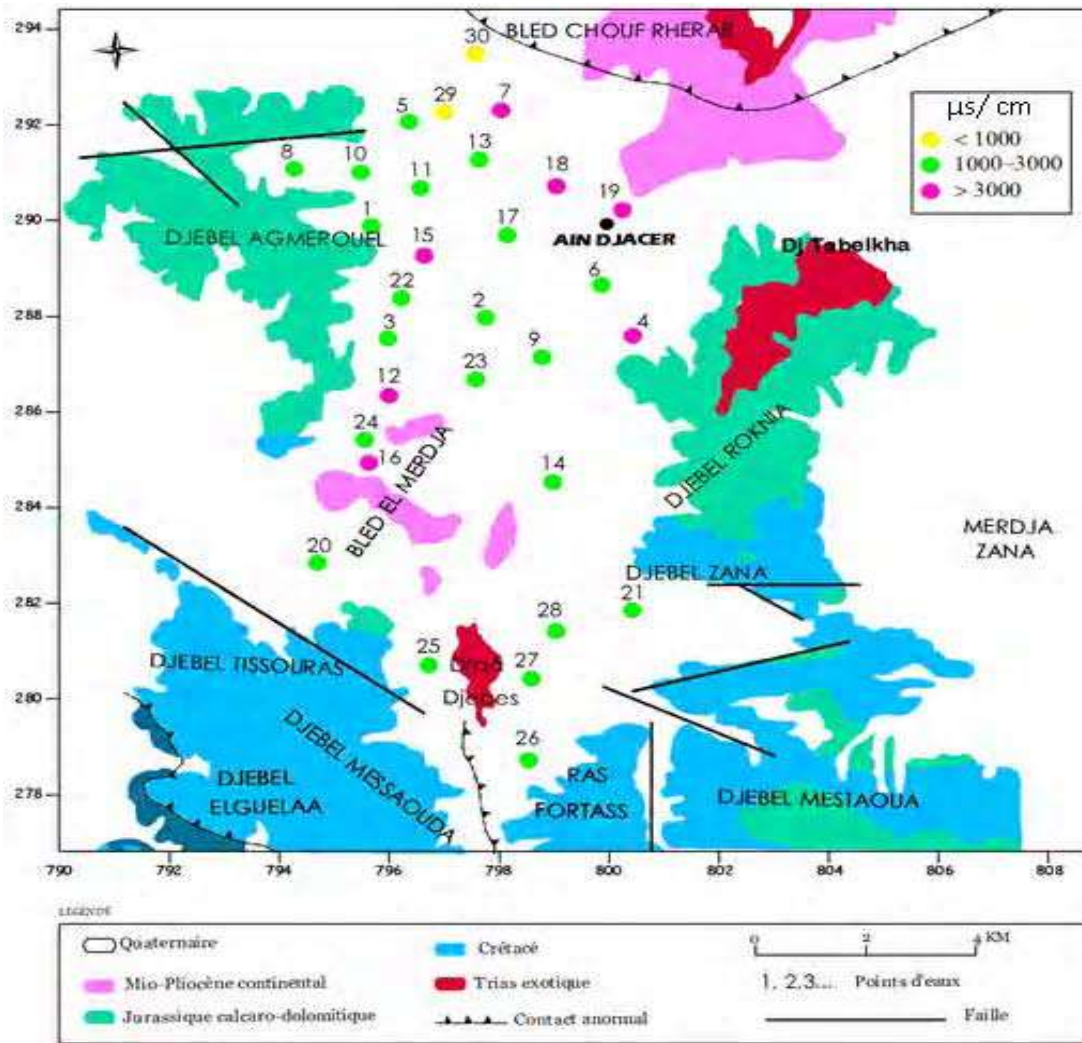 294
BLED CHOUF RHERAB
30
292
29
7
5
µs/ cm
< 1000
1000-3000
> 3000
13
8
10
11
18
19
290
1
17
DJEBEL AGMEROUEL
15
AIN DJACER
Dj Tabelkha
6
288
22
2
3
4
9
23
286
12
24
16
BLED EL MERDJA
14
DJEBEL ROKNIA
284
MERDJA
ZANA
20
DJEBEL ZANA
282
21
28
DJEBEL TISSOURAS
25
27
Draa
Djebes
280
DJEBEL MESSAOUDA
26
278
DJEBEL
ELGUELAA
RAS
FORTASS
DJEBEL MESTAOUA
790
792
794
796
798
800
802
804
806
808
LEGENDE
Quaternaire
Mio-Pliocène continental
Jurassique calcaro-dolomitique
Crétacé
Trias exotique
Contact anormal
0 2 4 KM
1, 2,3... Points d'eaux
Faille